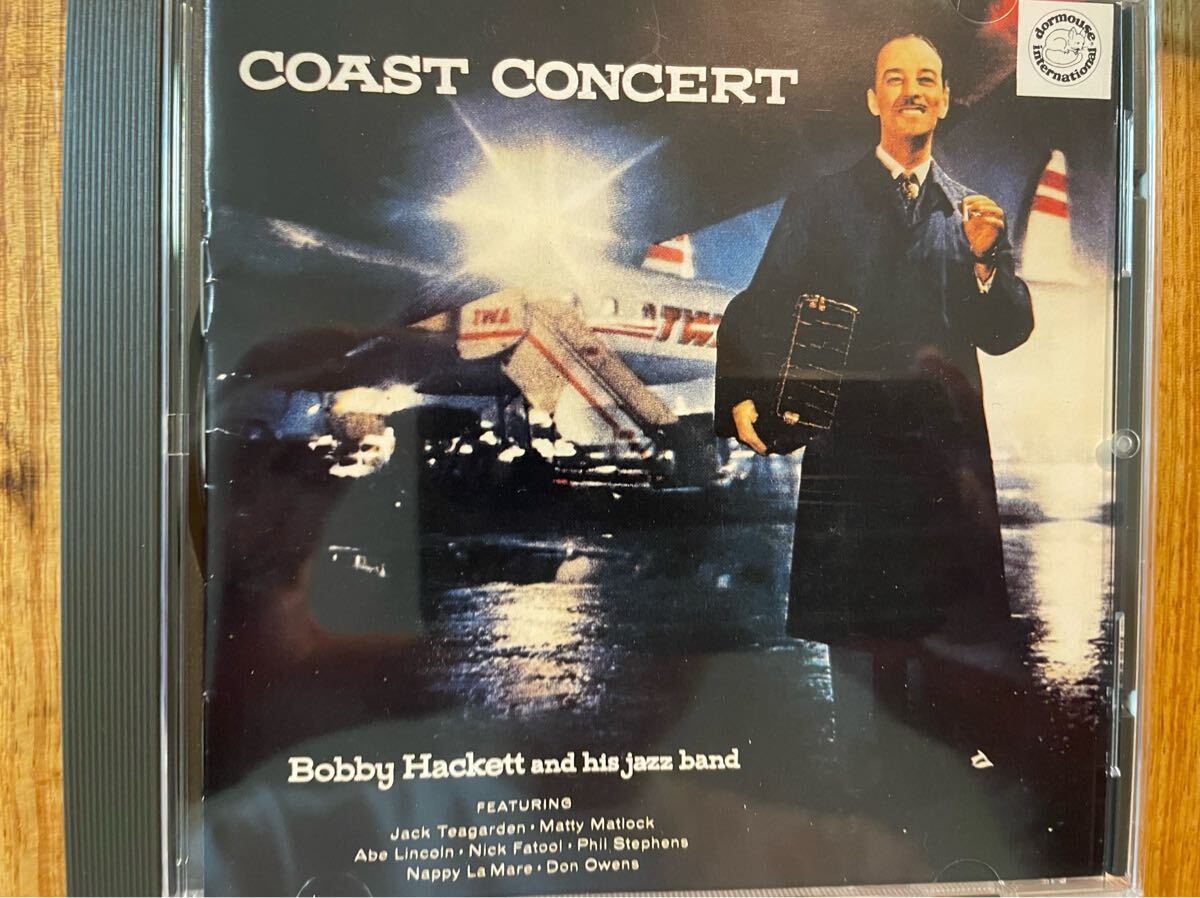 dormouse
international
COAST CONCERT
TWA
TWA
Bobby Hackett and his jazz band
FEATURING
Jack Teagarden • Matty Matlock
Abe Lincoln • Nick Fatool • Phil Stephens
Nappy La Mare • Don Owens